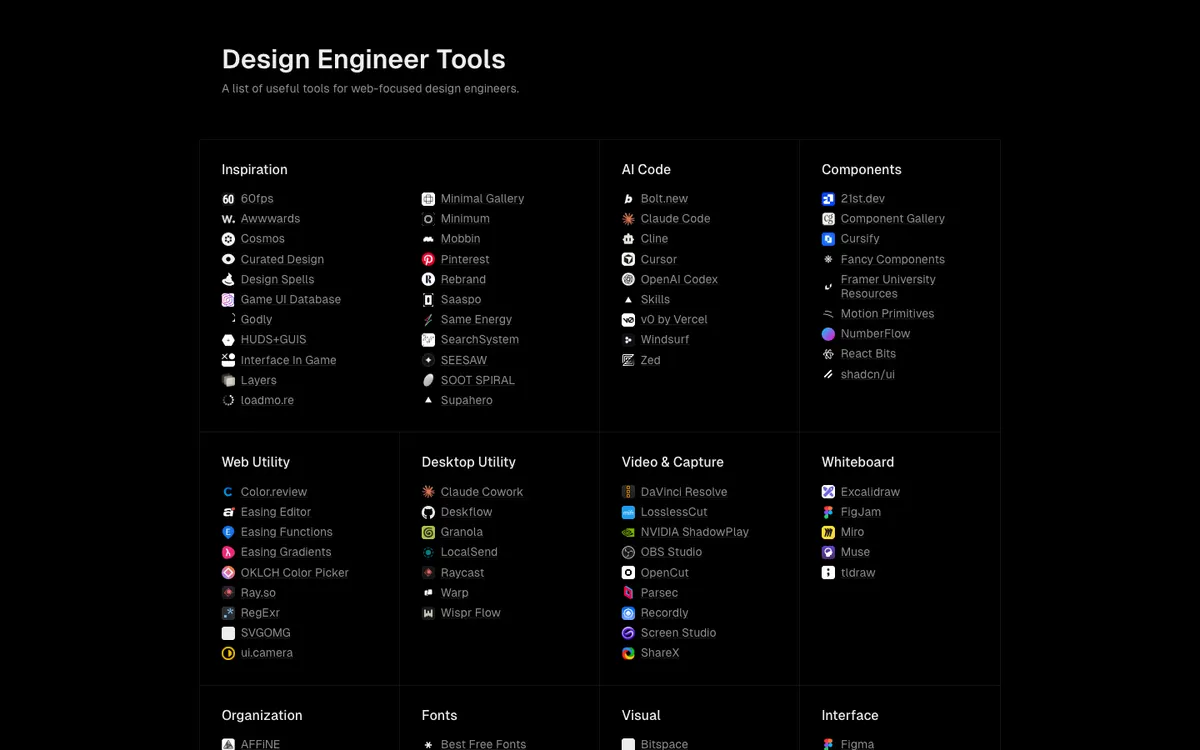 Design Engineer Tools
A list of useful tools for web-focused design engineers.
Inspiration
60fps
Awwwards
Cosmos
Curated Design
Design Spells
Game UI Database
Godly
HUDS+GUIS
Interface In Game
Layers
loadmo.re
Minimal Gallery
Minimum
Mobbin
Pinterest
Rebrand
Saaspo
Same Energy
SearchSystem
SEESAW
SOOT SPIRAL
Supahero
AI Code
Bolt.new
Claude Code
Cline
Cursor
OpenAI Codex
Skills
v0 by Vercel
Windsurf
Zed
Components
21st.dev
Component Gallery
Cursify
Fancy Components
Framer University
Resources
Motion Primitives
NumberFlow
React Bits
shadcn/ui
Web Utility
Color.review
Easing Editor
Easing Functions
Easing Gradients
OKLCH Color Picker
Ray.so
RegExr
SVGOMG
ui.camera
Desktop Utility
Claude Cowork
Deskflow
Granola
LocalSend
Raycast
Warp
Wispr Flow
Video & Capture
DaVinci Resolve
LosslessCut
NVIDIA ShadowPlay
OBS Studio
OpenCut
Parsec
Recordly
Screen Studio
ShareX
Whiteboard
Excalidraw
FigJam
Miro
Muse
tldraw
Organization
AFFiNE
Fonts
Best Free Fonts
Visual
Bitspace
Interface
Figma